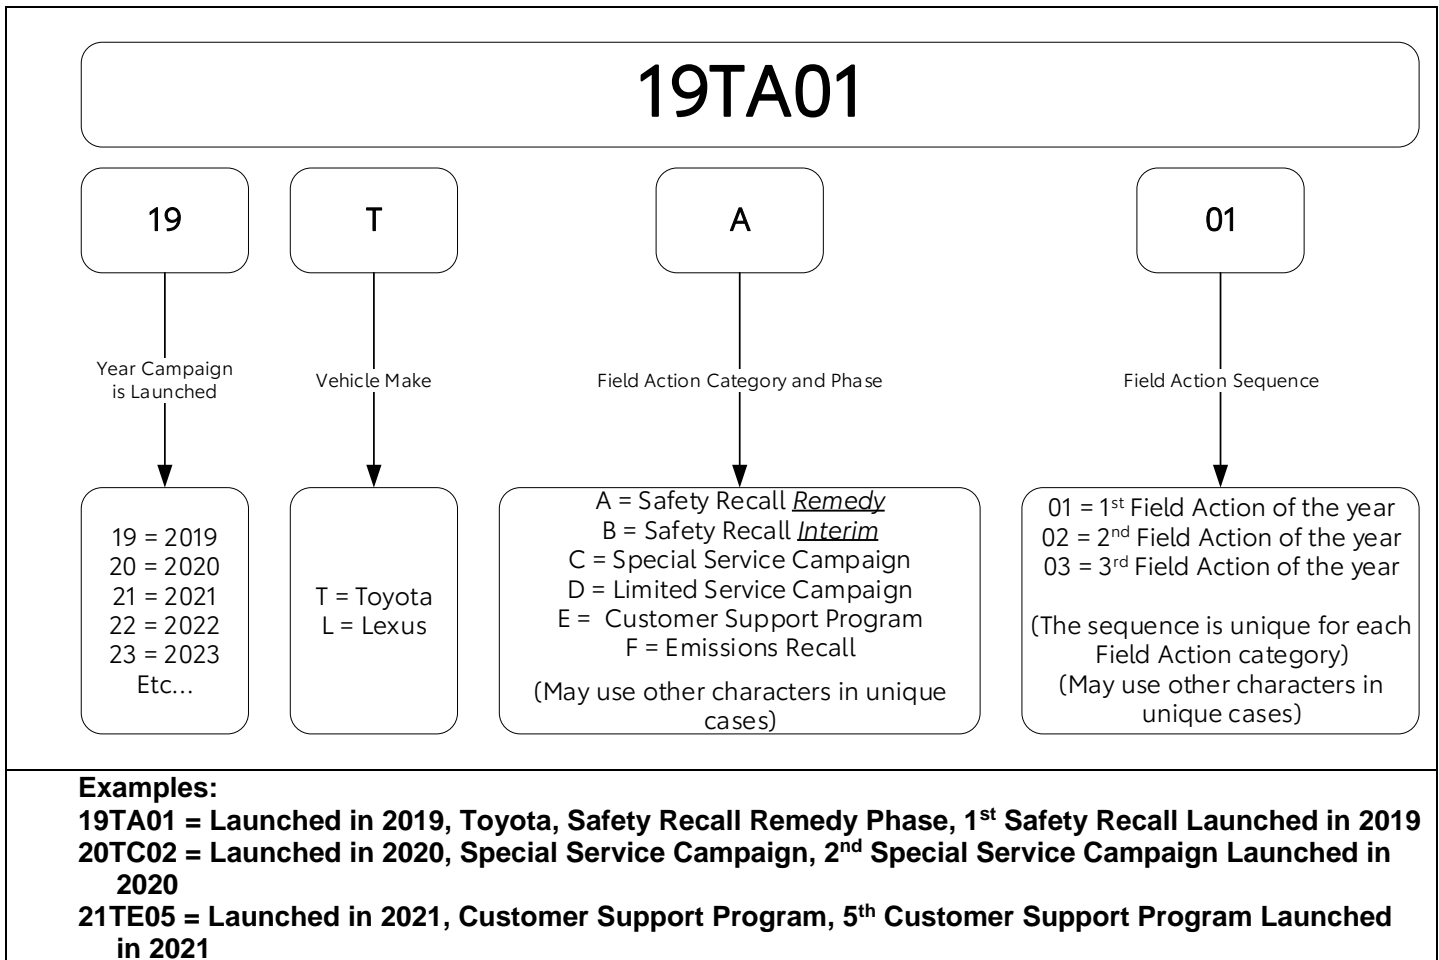 19TA01
19
T
A
01
Year Campaign
is Launched
Vehicle Make
Field Action Category and Phase
Field Action Sequence
19 = 2019
20 = 2020
21 = 2021
22 = 2022
23 = 2023
Etc...
T = Toyota
L = Lexus
A = Safety Recall Remedy
B = Safety Recall Interim
C = Special Service Campaign
D = Limited Service Campaign
E =  Customer Support Program
F = Emissions Recall
(May use other characters in unique
cases)
01 = 1st Field Action of the year
02 = 2nd Field Action of the year
03 = 3rd Field Action of the year
(The sequence is unique for each
Field Action category)
(May use other characters in
unique cases)
Examples:
19TA01 = Launched in 2019, Toyota, Safety Recall Remedy Phase, 1st Safety Recall Launched in 2019
20TC02 = Launched in 2020, Special Service Campaign, 2nd Special Service Campaign Launched in
2020
21TE05 = Launched in 2021, Customer Support Program, 5th Customer Support Program Launched
in 2021